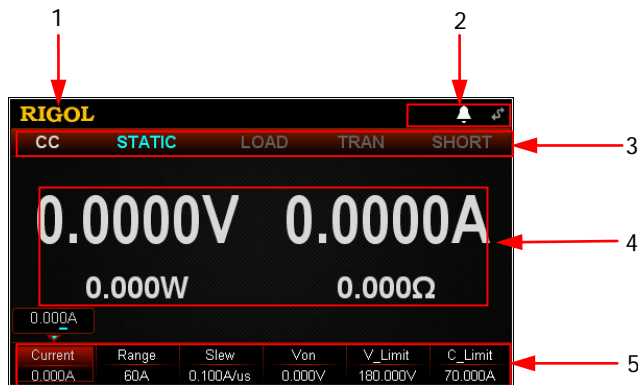 1 2
RIGOL
CC STATIC LOAD TRAN SHORT
3
0.0000V 0.0000A
4
0.000W 0.000Ω
0.000A
Current Range Slew Von V_Limit C_Limit
5
0.000A 60A 0.100A/us 0.000V 180.000V 70.000A